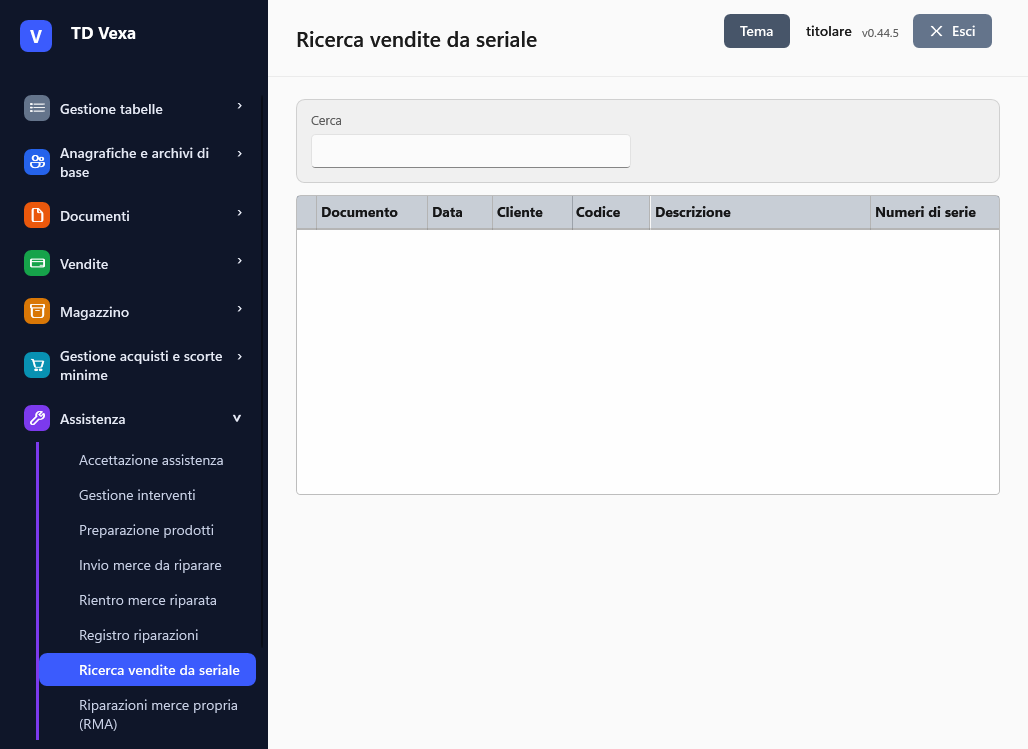 V
TD Vexa
Gestione tabelle
Anagrafiche e archivi di
base
Documenti
Vendite
Magazzino
Gestione acquisti e scorte
minime
Assistenza
Accettazione assistenza
Gestione interventi
Preparazione prodotti
Invio merce da riparare
Rientro merce riparata
Registro riparazioni
Ricerca vendite da seriale
Riparazioni merce propria
(RMA)
Ricerca vendite da seriale
Tema titolare v0.44.5 Esci
Cerca
Documento Data Cliente Codice Descrizione Numeri di serie